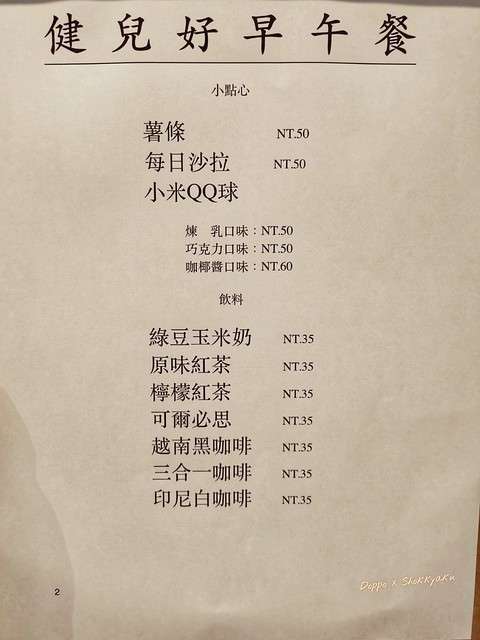 健兒好早午餐
小點心
薯條 NT.50
每日沙拉 NT.50
小米QQ球
煉 乳口味：NT.50
巧克力口味：NT.50
咖椰醬口味：NT.60
飲料
綠豆玉米奶 NT.35
原味紅茶 NT.35
檸檬紅茶 NT.35
可爾必思 NT.35
越南黑咖啡 NT.35
三合一咖啡 NT.35
印尼白咖啡 NT.35
2
Doppo x Shokkyaku